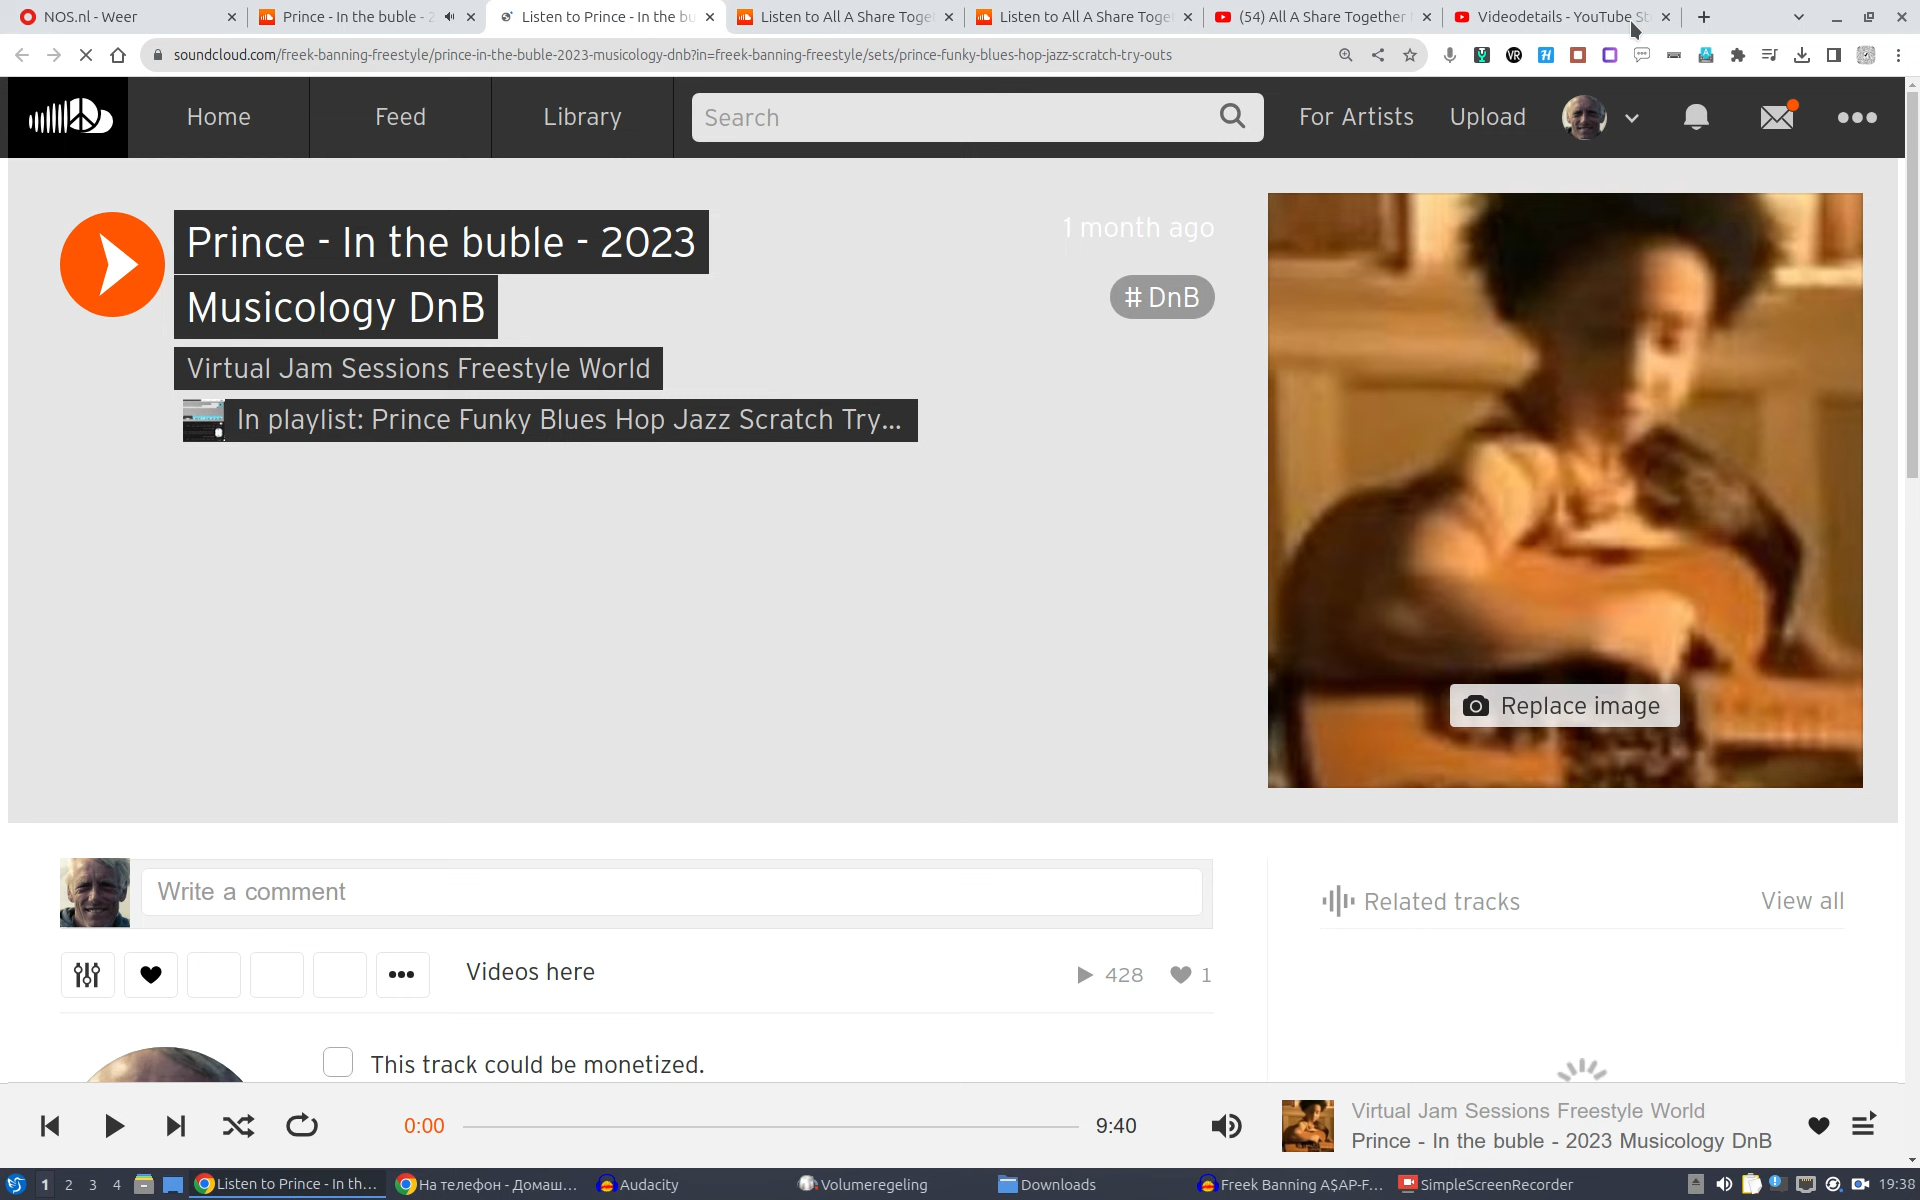 NOS.nl - Weer
Prince - In the buble - 2
Listen to Prince - In the bu
Listen to All A Share Toge
Listen to All A Share Toge
(54) All A Share Together
Videodetails - YouTube St
soundcloud.com/freek-banning-freestyle/prince-in-the-buble-2023-musicology-dnb?in=freek-banning-freestyle/sets/prince-funky-blues-hop-jazz-scratch-try-outs
Home
Feed
Library
Search
For Artists
Upload
Prince - In the buble - 2023
Musicology DnB
Virtual Jam Sessions Freestyle World
In playlist: Prince Funky Blues Hop Jazz Scratch Try...
1 month ago
# DnB
Replace image
Write a comment
Related tracks
View all
Videos here
428
1
This track could be monetized.
0:00
9:40
Virtual Jam Sessions Freestyle World
Prince - In the buble - 2023 Musicology DnB
1 2 3 4
Listen to Prince - In th...
На телефон - Домаш...
Audacity
Volumeregeling
Downloads
Freek Banning A$AP-F...
SimpleScreenRecorder
19:38